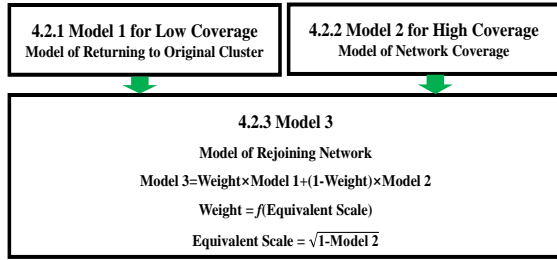 4.2.1 Model 1 for Low Coverage
Model of Returning to Original Cluster
4.2.2 Model 2 for High Coverage
Model of Network Coverage
4.2.3 Model 3
Model of Rejoining Network
Model 3=Weight×Model 1+(1-Weight)×Model 2
Weight = f(Equivalent Scale)
Equivalent Scale = √1-Model 2